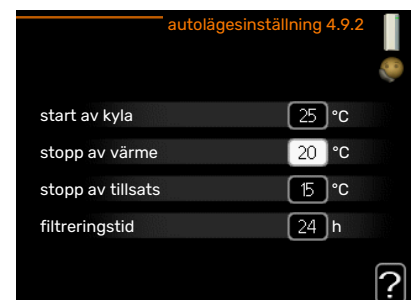 autolägesinställning 4.9.2
start av kyla 25 °C
stopp av värme 20 °C
stopp av tillsats 15 °C
filtreringstid 24 h
?